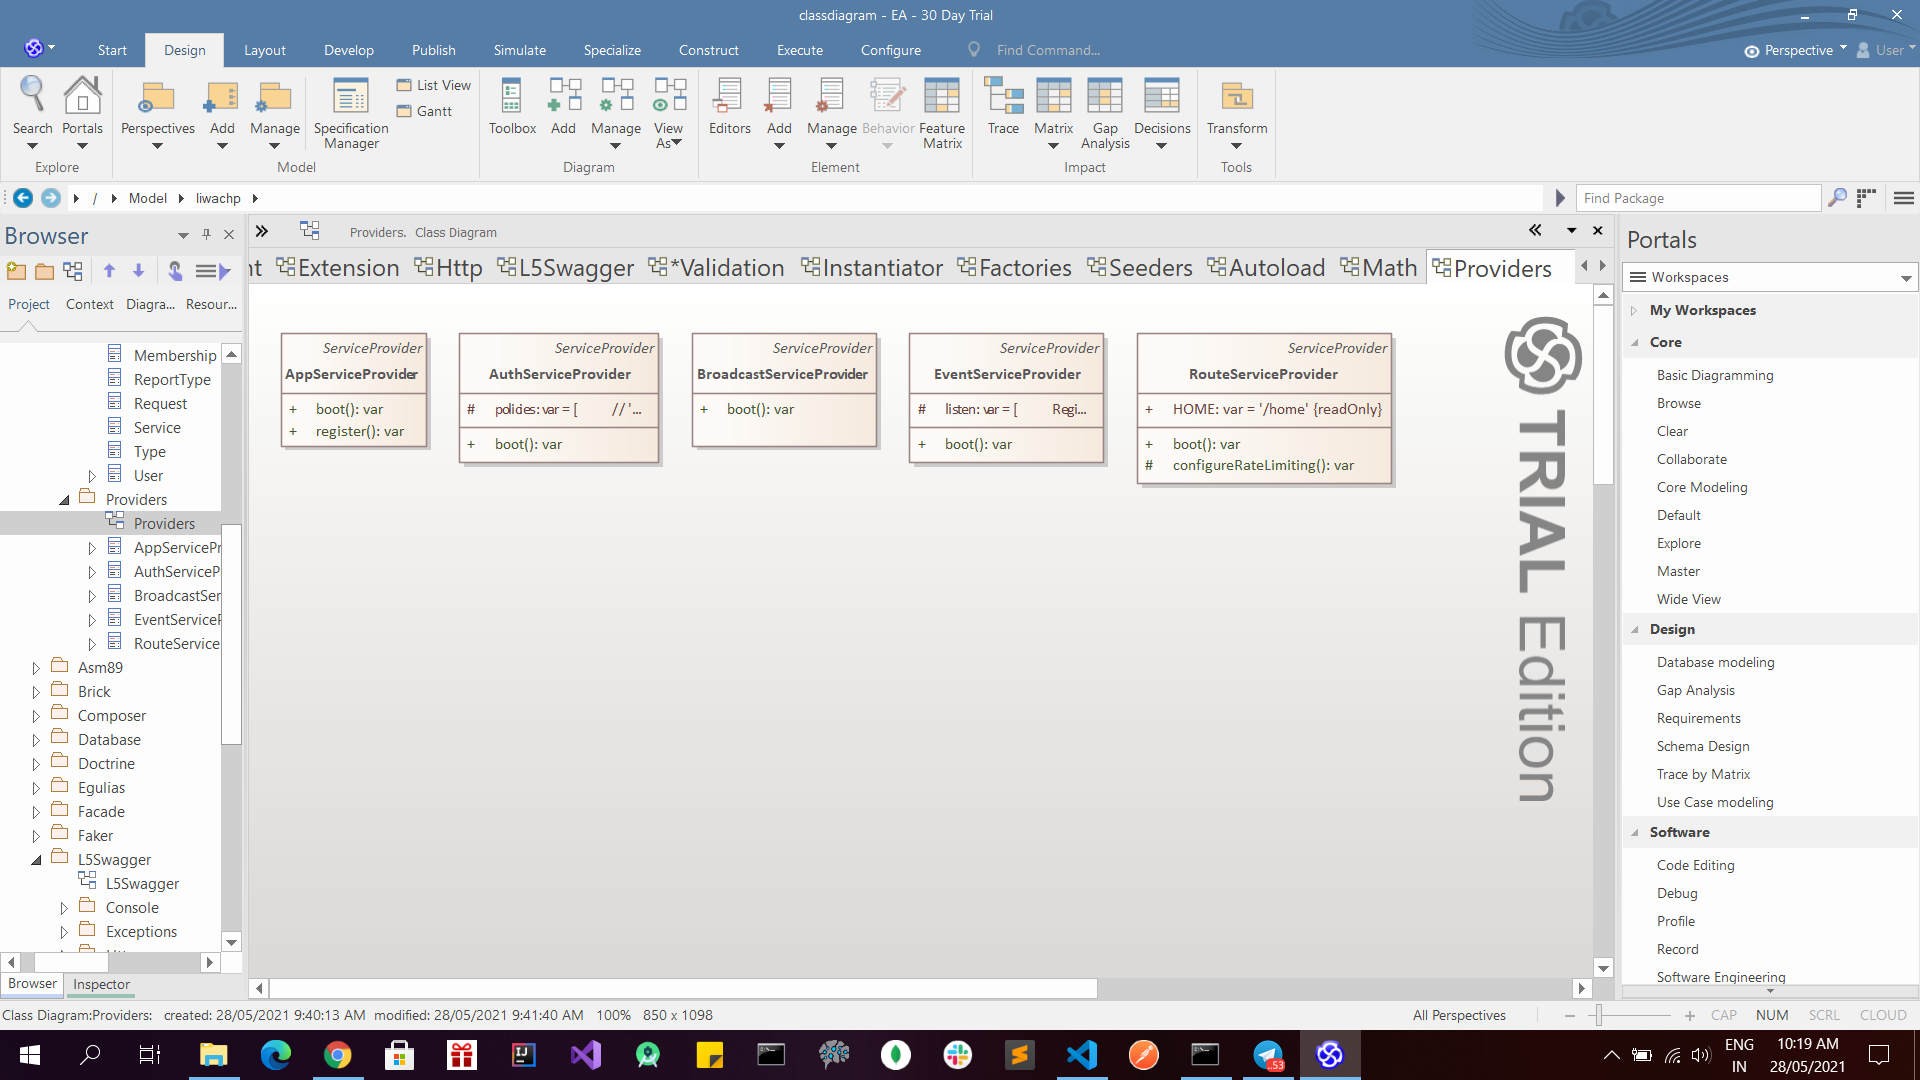 classdiagram - EA - 30 Day Trial
Start Design Layout Develop Publish Simulate Specialize Construct Execute Configure Find Command... Perspective User
List View
Gantt
Search Portals Perspectives Add Manage Specification Manager Toolbox Add Manage View As Editors Add Manage Behavior Feature Matrix Trace Matrix Gap Analysis Decisions Transform
Explore Model Diagram Element Impact Tools
/ Model liwachp Find Package
Browser
Project Context Diagra... Resour...
Membership
ReportType
Request
Service
Type
User
Providers
Providers
AppServicePr
AuthServiceP
BroadcastSer
EventServiceP
RouteService
Asm89
Brick
Composer
Database
Doctrine
Egulias
Facade
Faker
L5Swagger
L5Swagger
Console
Exceptions
Browser Inspector
Providers. Class Diagram
nt Extension Http L5Swagger *Validation Instantiator Factories Seeders Autoload Math Providers
ServiceProvider
AppServiceProvider
+ boot(): var
+ register(): var
ServiceProvider
AuthServiceProvider
# policies: var = [ // '...
+ boot(): var
ServiceProvider
BroadcastServiceProvider
+ boot(): var
ServiceProvider
EventServiceProvider
# listen: var = [ Regi...
+ boot(): var
ServiceProvider
RouteServiceProvider
+ HOME: var = '/home' {readOnly}
+ boot(): var
# configureRateLimiting(): var
TRIAL Edition
Portals
Workspaces
My Workspaces
Core
Basic Diagramming
Browse
Clear
Collaborate
Core Modeling
Default
Explore
Master
Wide View
Design
Database modeling
Gap Analysis
Requirements
Schema Design
Trace by Matrix
Use Case modeling
Software
Code Editing
Debug
Profile
Record
Software Engineering
Class Diagram:Providers: created: 28/05/2021 9:40:13 AM modified: 28/05/2021 9:41:40 AM 100% 850 x 1098 All Perspectives CAP NUM SCRL CLOUD
IJ
53
ENG
IN
10:19 AM
28/05/2021